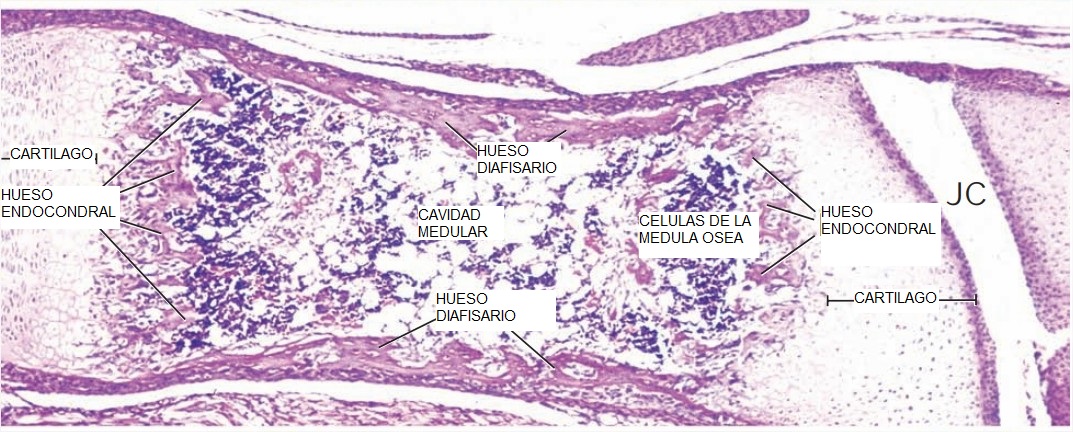 CARTILAGO
HUESO
ENDOCONDRAL
HUESO
DIAFISARIO
CAVIDAD
MEDULAR
CELULAS DE LA
MEDULA OSEA
HUESO
ENDOCONDRAL
JC
CARTILAGO
HUESO
DIAFISARIO